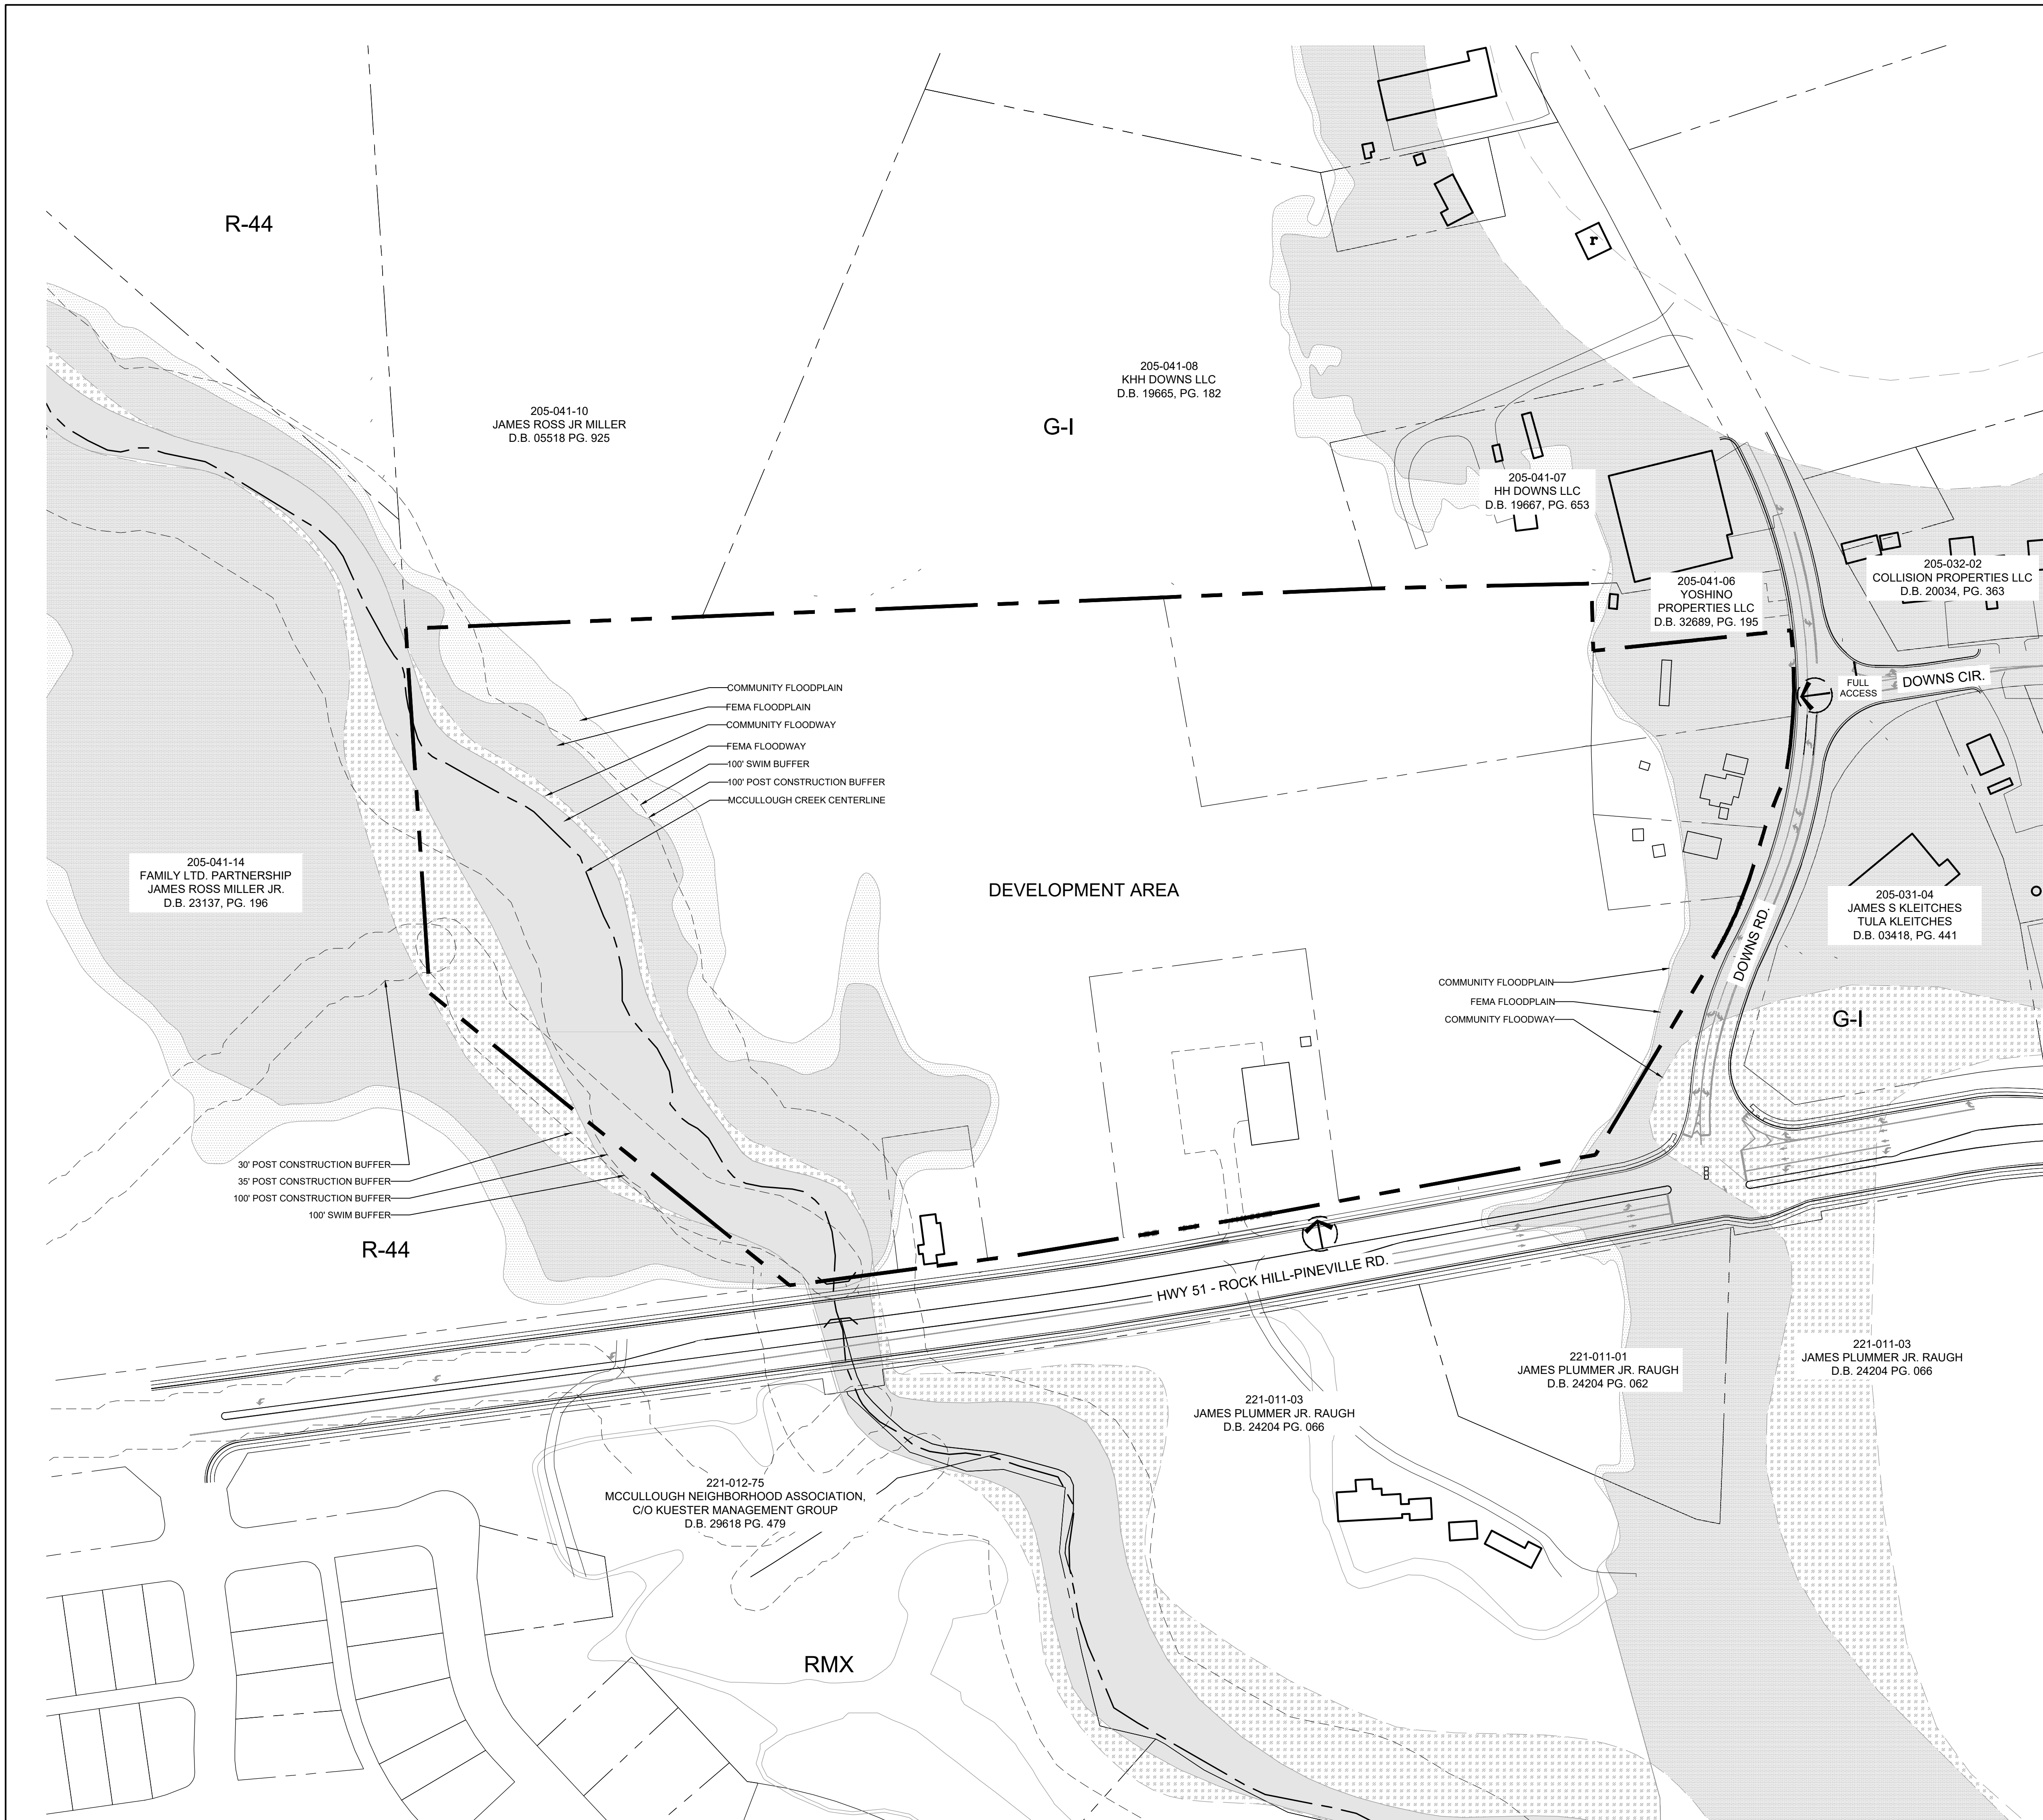 R-44
205-041-10
JAMES ROSS JR MILLER
D.B. 05518 PG. 925
205-041-08
KHH DOWNS LLC
D.B. 19665, PG. 182
G-I
205-041-07
HH DOWNS LLC
D.B. 19667, PG. 653
205-041-06
YOSHINO
PROPERTIES LLC
D.B. 32689, PG. 195
205-032-02
COLLISION PROPERTIES LLC
D.B. 20034, PG. 363
FULL
ACCESS
DOWNS CIR.
COMMUNITY FLOODPLAIN
FEMA FLOODPLAIN
COMMUNITY FLOODWAY
FEMA FLOODWAY
100' SWIM BUFFER
100' POST CONSTRUCTION BUFFER
MCCULLOUGH CREEK CENTERLINE
205-041-14
FAMILY LTD. PARTNERSHIP
JAMES ROSS MILLER JR.
D.B. 23137, PG. 196
DEVELOPMENT AREA
205-031-04
JAMES S KLEITCHES
TULA KLEITCHES
D.B. 03418, PG. 441
DOWNS RD.
COMMUNITY FLOODPLAIN
FEMA FLOODPLAIN
COMMUNITY FLOODWAY
G-I
30' POST CONSTRUCTION BUFFER
35' POST CONSTRUCTION BUFFER
100' POST CONSTRUCTION BUFFER
100' SWIM BUFFER
R-44
HWY 51 - ROCK HILL-PINEVILLE RD.
221-011-01
JAMES PLUMMER JR. RAUGH
D.B. 24204 PG. 062
221-011-03
JAMES PLUMMER JR. RAUGH
D.B. 24204 PG. 066
221-011-03
JAMES PLUMMER JR. RAUGH
D.B. 24204 PG. 066
221-012-75
MCCULLOUGH NEIGHBORHOOD ASSOCIATION,
C/O KUESTER MANAGEMENT GROUP
D.B. 29618 PG. 479
RMX